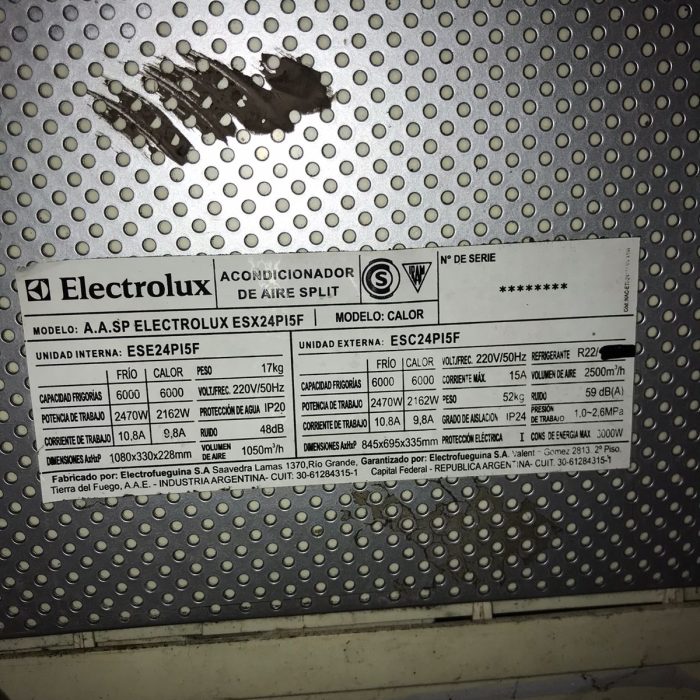 Electrolux
ACONDICIONADOR
DE AIRE SPLIT
S
IRAM
N° DE SERIE
********
MODELO: A.A.SP ELECTROLUX ESX24PI5F
MODELO: CALOR
UNIDAD INTERNA: ESE24PI5F
FRÍO CALOR
CAPACIDAD FRIGORÍAS 6000 6000
POTENCIA DE TRABAJO 2470W 2162W
CORRIENTE DE TRABAJO 10,8A 9,8A
DIMENSIONES AxHxP 1080x330x228mm
PESO 17kg
VOLT./FREC. 220V/50Hz
PROTECCIÓN DE AGUA IP20
RUIDO 48dB
VOLUMEN DE AIRE 1050m³/h
UNIDAD EXTERNA: ESC24PI5F
FRÍO CALOR
CAPACIDAD FRIGORÍAS 6000 6000
POTENCIA DE TRABAJO 2470W 2162W
CORRIENTE DE TRABAJO 10,8A 9,8A
DIMENSIONES AxHxP 845x695x335mm
VOLT./FREC. 220V/50Hz
CORRIENTE MÁX. 15A
PESO 52kg
GRADO DE AISLACION IP24
PROTECCIÓN ELÉCTRICA I
REFRIGERANTE R22/
VOLUMEN DE AIRE 2500m³/h
RUIDO 59 dB(A)
PRESIÓN DE TRABAJO 1.0~2,6MPa
CONS DE ENERGIA MAX 3000W
Fabricado por: Electrofueguina S.A Saavedra Lamas 1370,Río Grande,
Tierra del Fuego, A.A.E. - INDUSTRIA ARGENTINA- CUIT: 30-61284315-1
Garantizado por: Electrofueguina S.A. Gomez 2813. 2º Piso.
Capital Federal - REPUBLICA ARGENTINA- CUIT: 30-61284315-1